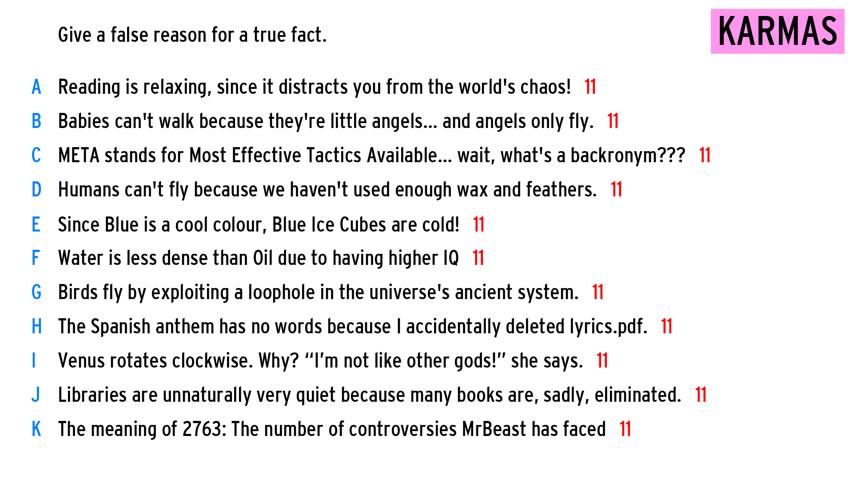 Give a false reason for a true fact.
KARMAS
A Reading is relaxing, since it distracts you from the world's chaos! 11
B Babies can't walk because they're little angels... and angels only fly. 11
C META stands for Most Effective Tactics Available... wait, what's a backronym??? 11
D Humans can't fly because we haven't used enough wax and feathers. 11
E Since Blue is a cool colour, Blue Ice Cubes are cold! 11
F Water is less dense than Oil due to having higher IQ 11
G Birds fly by exploiting a loophole in the universe's ancient system. 11
H The Spanish anthem has no words because I accidentally deleted lyrics.pdf. 11
I Venus rotates clockwise. Why? “I’m not like other gods!” she says. 11
J Libraries are unnaturally very quiet because many books are, sadly, eliminated. 11
K The meaning of 2763: The number of controversies MrBeast has faced 11